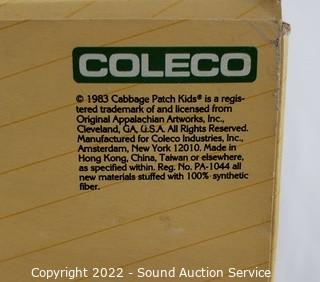 COLECO
© 1983 Cabbage Patch Kids® is a regis-
tered trademark of and licensed from
Original Appalachian Artworks, Inc.,
Cleveland, GA, U.S.A. All Rights Reserved.
Manufactured for Coleco Industries, Inc.,
Amsterdam, New York 12010. Made in
Hong Kong, China, Taiwan or elsewhere,
as specified within. Reg. No. PA-1044 all
new materials stuffed with 100% synthetic
fiber.
Copyright 2022 - Sound Auction Service